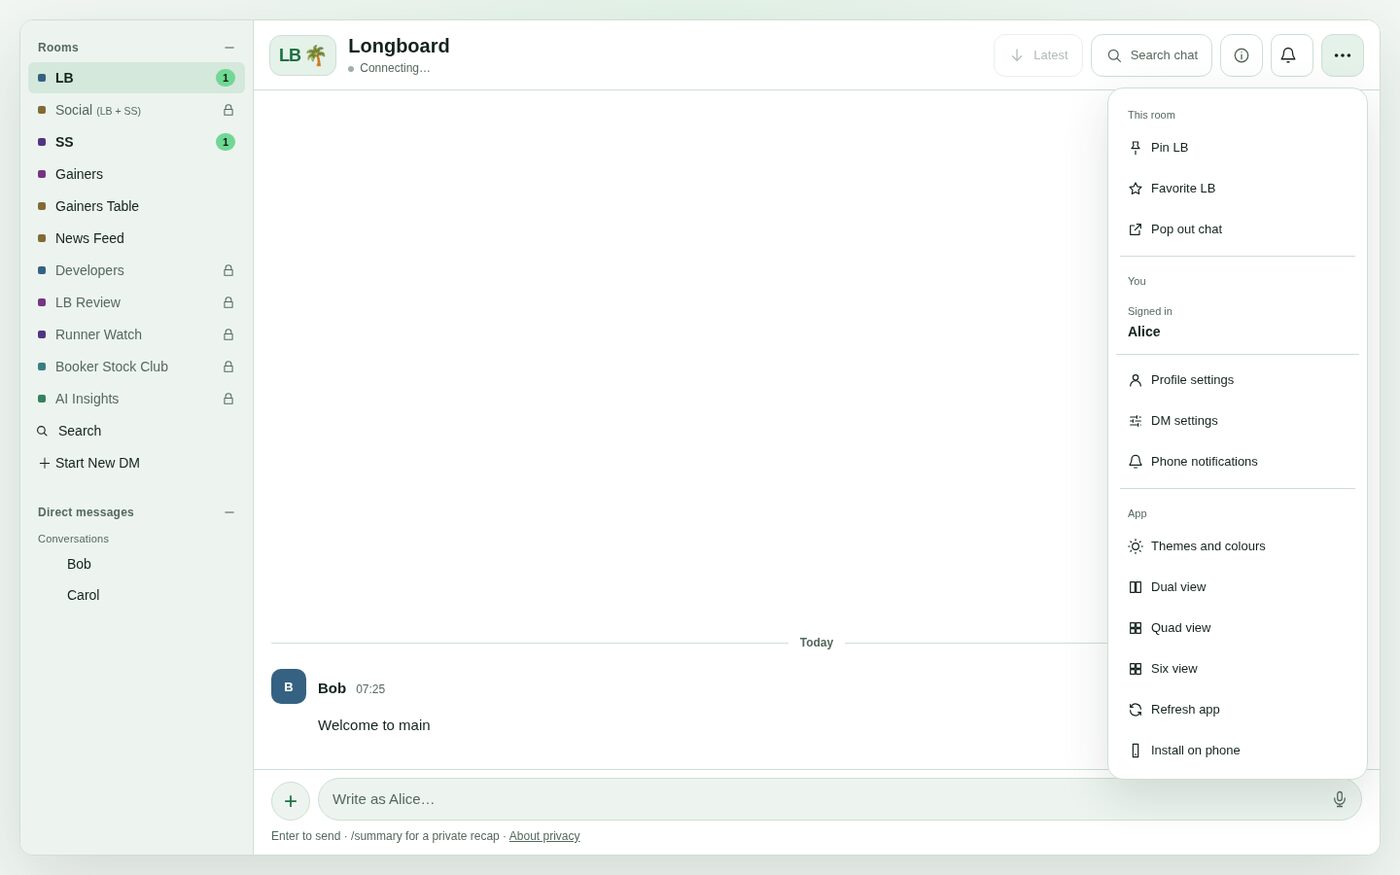 Rooms
LB 1
Social (LB + SS)
SS 1
Gainers
Gainers Table
News Feed
Developers
LB Review
Runner Watch
Booker Stock Club
AI Insights
Search
Start New DM
Direct messages
Conversations
Bob
Carol
LB🌴
Longboard
Connecting…
Latest
Search chat
This room
Pin LB
Favorite LB
Pop out chat
You
Signed in
Alice
Profile settings
DM settings
Phone notifications
App
Themes and colours
Dual view
Quad view
Six view
Refresh app
Install on phone
Today
B
Bob 07:25
Welcome to main
Write as Alice…
Enter to send · /summary for a private recap · About privacy